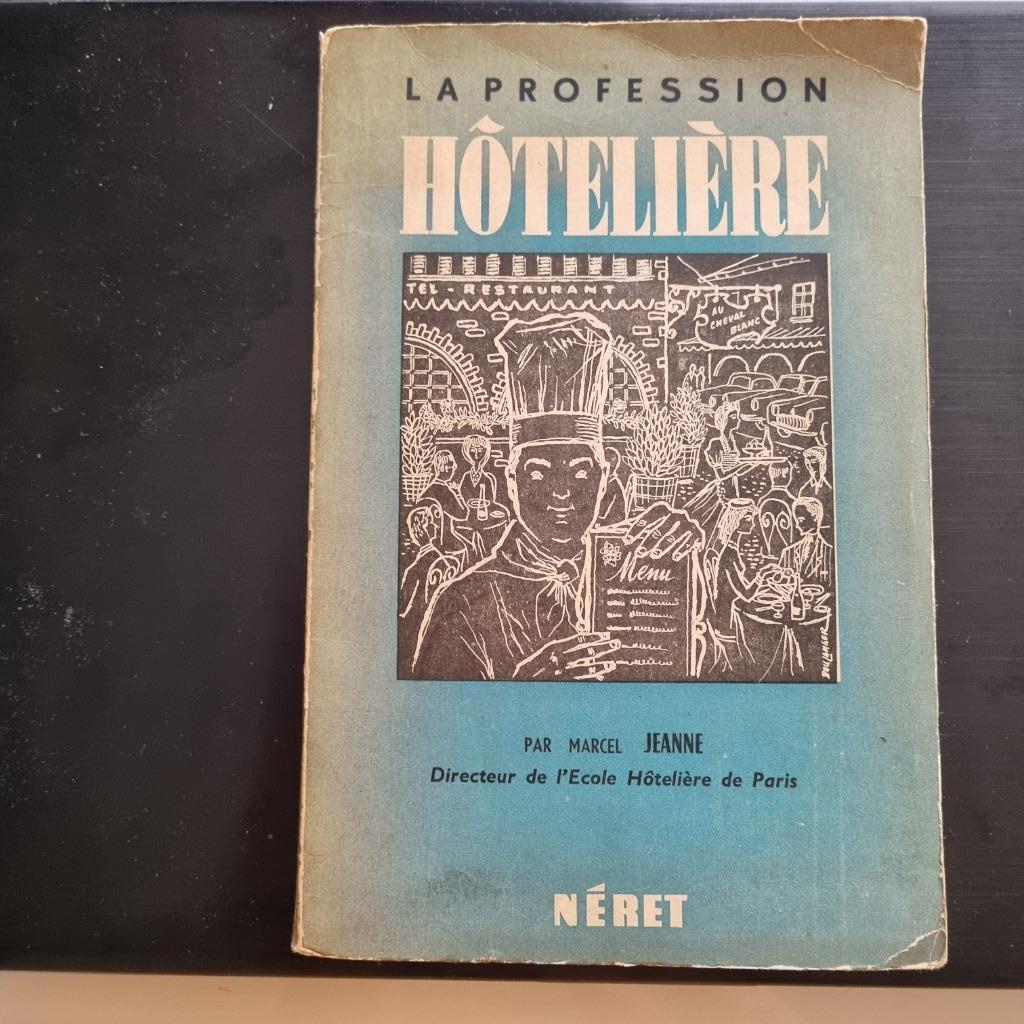 LA PROFESSION
HÔTELIÈRE
TEL - RESTAURANT
AU
CHEVAL
BLANC
Menu
BOULANGER
PAR MARCEL JEANNE
Directeur de l'Ecole Hôtelière de Paris
NÉRET